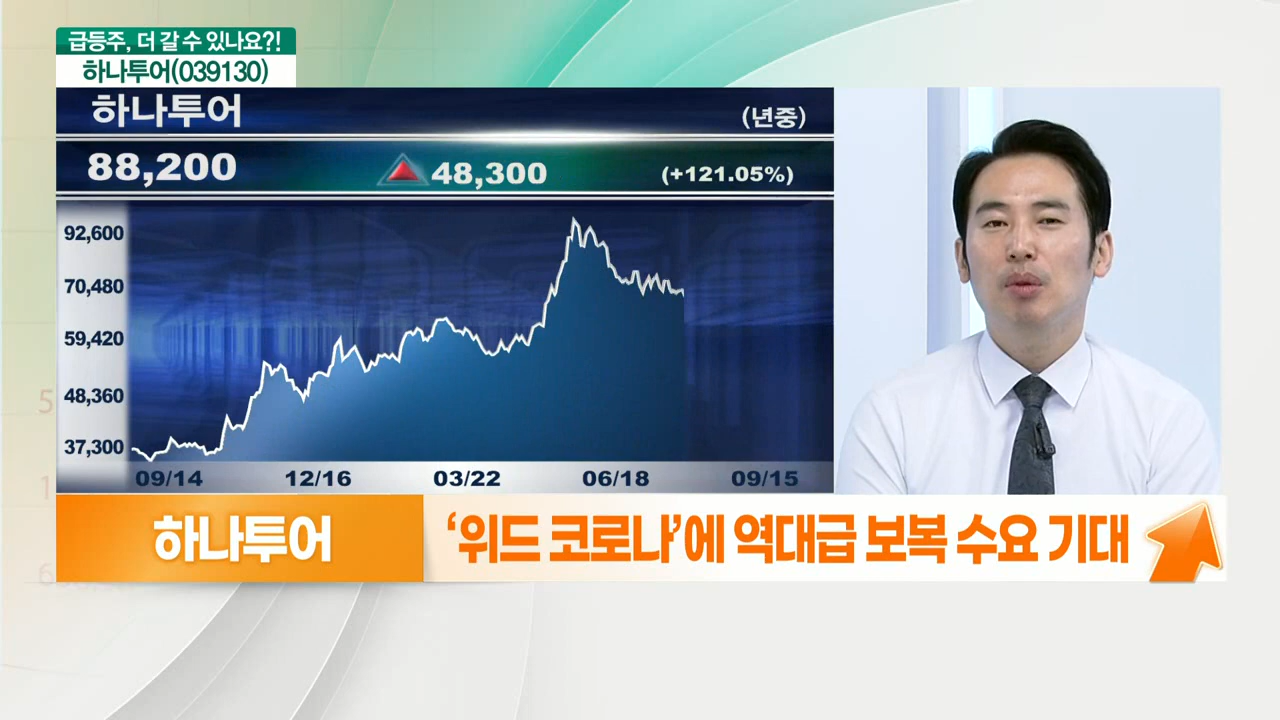 급등주, 더 갈 수 있나요?!
하나투어(039130)
하나투어 (년중)
88,200 48,300 (+121.05%)
92,600
70,480
59,420
48,360
37,300
09/14 12/16 03/22 06/18 09/15
하나투어 ‘위드 코로나’에 역대급 보복 수요 기대